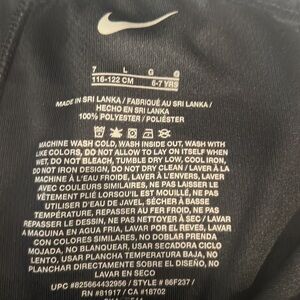 7 L G G
116-122 CM 6-7 YRS
MADE IN SRI LANKA / FABRIQUÉ AU SRI LANKA /
HECHO EN SRI LANKA
100% POLYESTER / POLIÉSTER
MACHINE WASH COLD, WASH INSIDE OUT, WASH WITH
LIKE COLORS, DO NOT ALLOW TO LAY ON ITSELF WHEN
WET, DO NOT BLEACH, TUMBLE DRY LOW, COOL IRON,
DO NOT IRON DESIGN, DO NOT DRY CLEAN / LAVER À LA
MACHINE À L'EAU FROIDE, LAVER À L'ENVERS, LAVER
AVEC COULEURS SIMILAIRES, NE PAS LAISSER LE
VÊTEMENT PLIÉ LORSQU'IL EST MOUILLÉ, NE PAS
UTILISER D'EAU DE JAVEL, SÉCHER À BASSE
TEMPÉRATURE, REPASSER AU FER FROID, NE PAS
REPASSER LE DESSIN, NE PAS NETTOYER À SEC / LAVAR
A MAQUINA EN AGUA FRIA, LAVAR POR EL REVES, LAVAR
CON COLORES SIMILARES, NO DOBLAR PRENDA
MOJADA, NO BLANQUEAR, USAR SECADORA CICLO
LENTO, USAR PLANCHA TEMPERATURA BAJA, NO
PLANCHAR DIRECTAMENTE SOBRE EL DISEÑO, NO
LAVAR EN SECO
UPC #825664432956 / STYLE # 86F237 /
RN #81917 / CA #18702